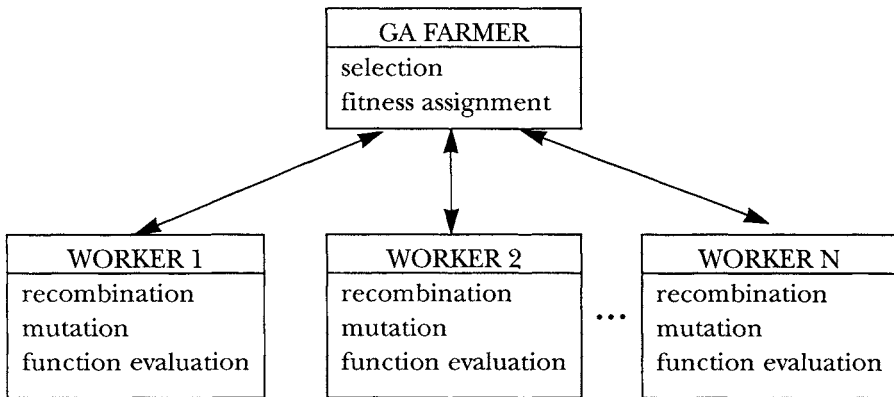 GA FARMER
selection
fitness assignment
WORKER 1
recombination
mutation
function evaluation
WORKER 2
recombination
mutation
function evaluation
...
WORKER N
recombination
mutation
function evaluation